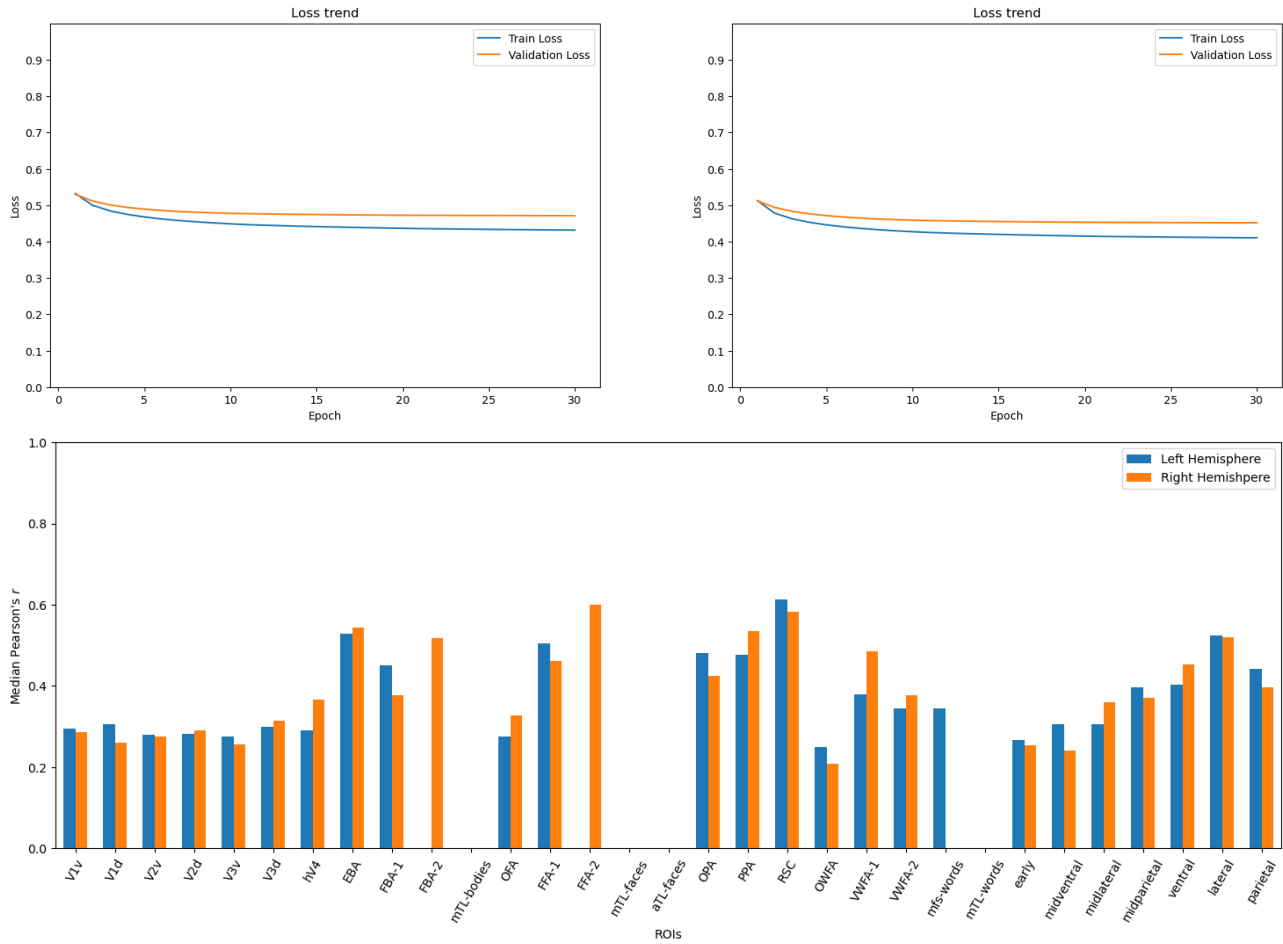 Loss trend
Train Loss
Validation Loss
0.9
0.8
0.7
0.6
0.5
0.4
0.3
0.2
0.1
0.0
Loss
0 5 10 15 20 25 30
Epoch
Loss trend
Train Loss
Validation Loss
0.9
0.8
0.7
0.6
0.5
0.4
0.3
0.2
0.1
0.0
Loss
0 5 10 15 20 25 30
Epoch
Left Hemisphere
Right Hemishpere
1.0
0.8
0.6
0.4
0.2
0.0
Median Pearson's r
V1v
V1d
V2v
V2d
V3v
V3d
hV4
EBA
FBA-1
FBA-2
mTL-bodies
OFA
FFA-1
FFA-2
mTL-faces
aTL-faces
OPA
PPA
RSC
OWFA
VWFA-1
VWFA-2
mfs-words
mTL-words
early
midventral
midlateral
midparietal
ventral
lateral
parietal
ROIs